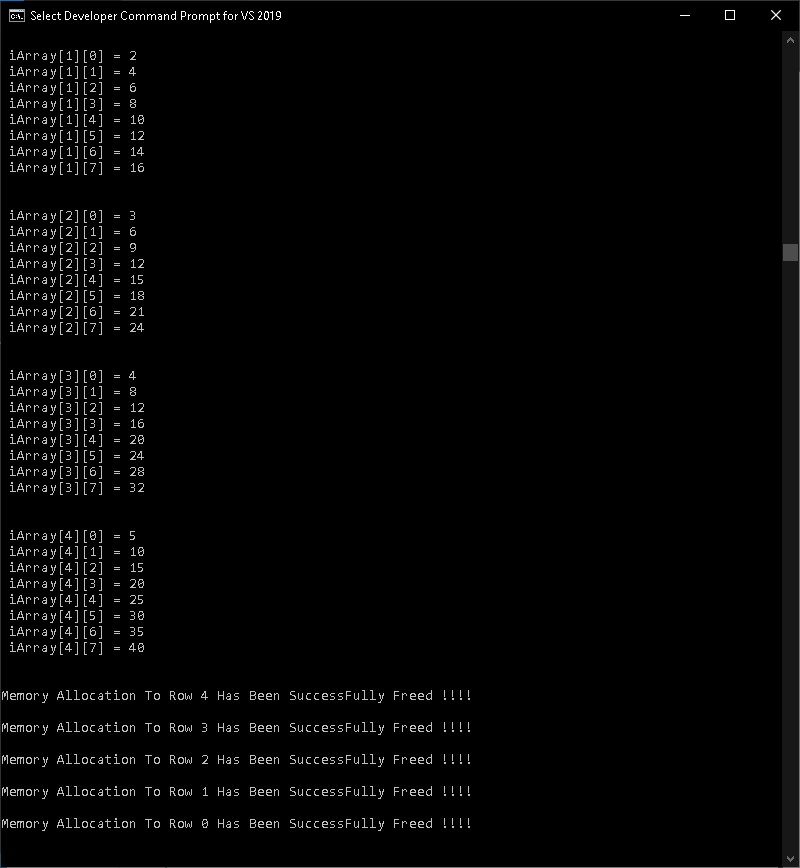 Select Developer Command Prompt for VS 2019
iArray[1][0] = 2
iArray[1][1] = 4
iArray[1][2] = 6
iArray[1][3] = 8
iArray[1][4] = 10
iArray[1][5] = 12
iArray[1][6] = 14
iArray[1][7] = 16
iArray[2][0] = 3
iArray[2][1] = 6
iArray[2][2] = 9
iArray[2][3] = 12
iArray[2][4] = 15
iArray[2][5] = 18
iArray[2][6] = 21
iArray[2][7] = 24
iArray[3][0] = 4
iArray[3][1] = 8
iArray[3][2] = 12
iArray[3][3] = 16
iArray[3][4] = 20
iArray[3][5] = 24
iArray[3][6] = 28
iArray[3][7] = 32
iArray[4][0] = 5
iArray[4][1] = 10
iArray[4][2] = 15
iArray[4][3] = 20
iArray[4][4] = 25
iArray[4][5] = 30
iArray[4][6] = 35
iArray[4][7] = 40
Memory Allocation To Row 4 Has Been SuccessFully Freed !!!!
Memory Allocation To Row 3 Has Been SuccessFully Freed !!!!
Memory Allocation To Row 2 Has Been SuccessFully Freed !!!!
Memory Allocation To Row 1 Has Been SuccessFully Freed !!!!
Memory Allocation To Row 0 Has Been SuccessFully Freed !!!!